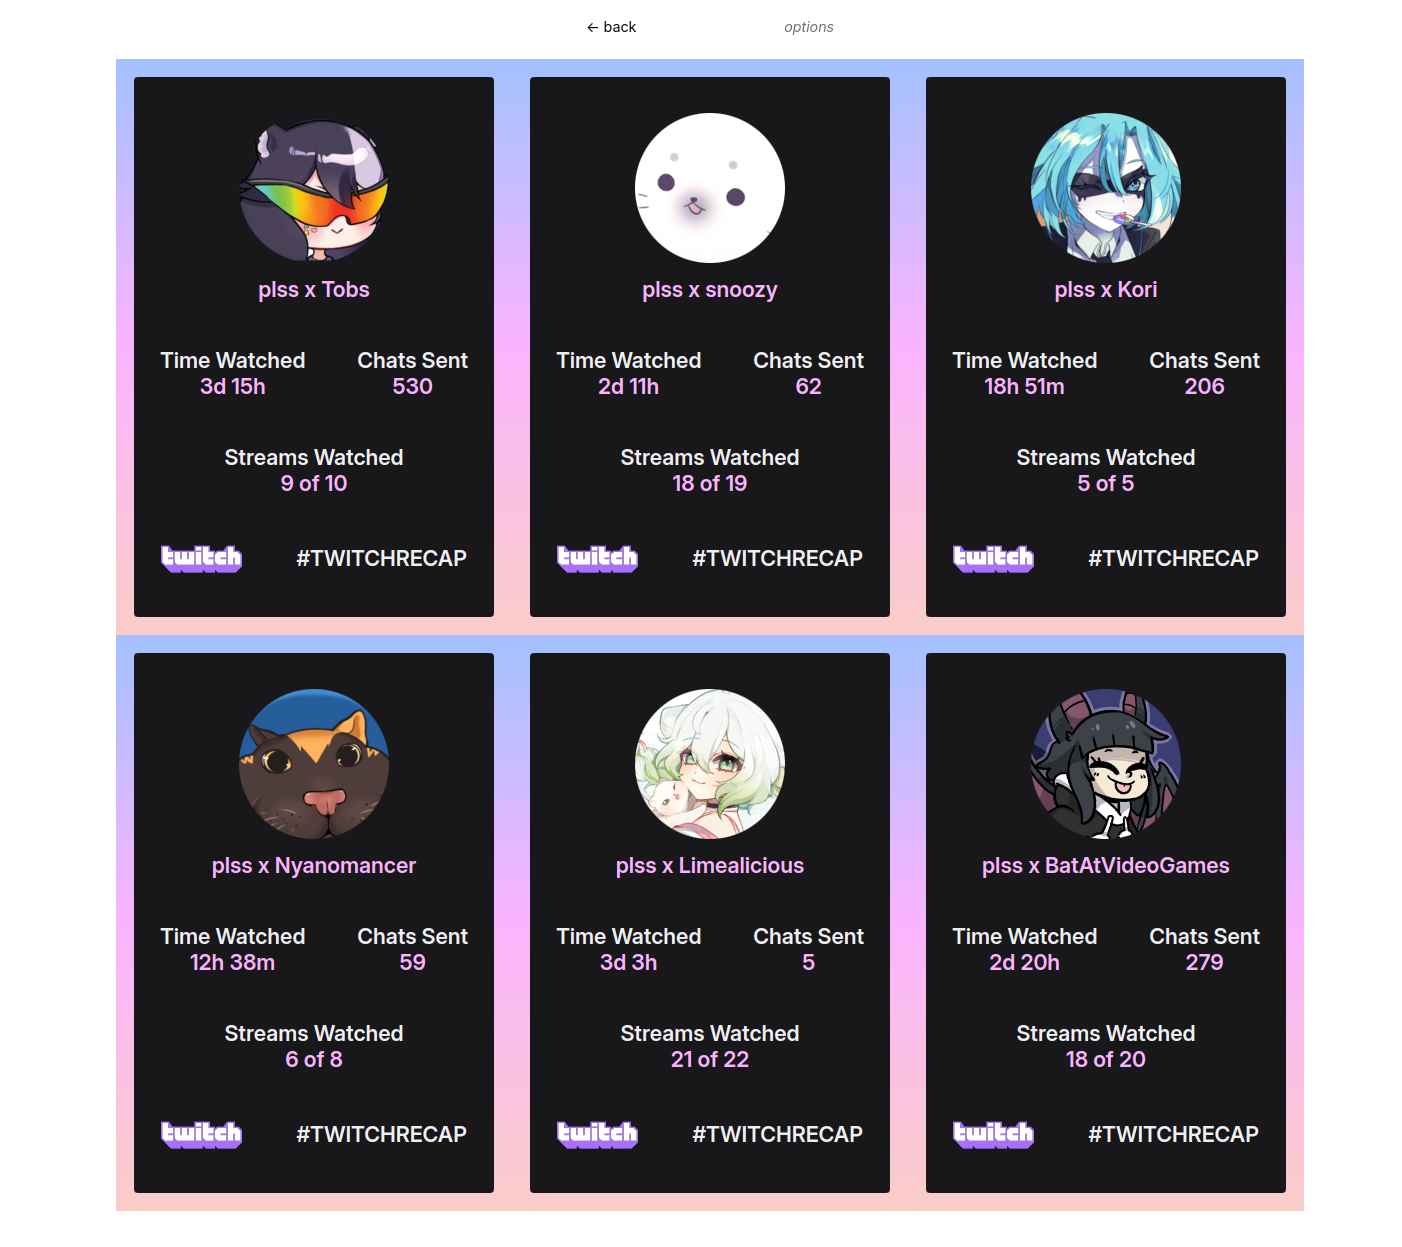 ← back
options
plss x Tobs
Time Watched
3d 15h
Chats Sent
530
Streams Watched
9 of 10
twitch
#TWITCHRECAP
plss x snoozy
Time Watched
2d 11h
Chats Sent
62
Streams Watched
18 of 19
twitch
#TWITCHRECAP
plss x Kori
Time Watched
18h 51m
Chats Sent
206
Streams Watched
5 of 5
twitch
#TWITCHRECAP
plss x Nyanomancer
Time Watched
12h 38m
Chats Sent
59
Streams Watched
6 of 8
twitch
#TWITCHRECAP
plss x Limealicious
Time Watched
3d 3h
Chats Sent
5
Streams Watched
21 of 22
twitch
#TWITCHRECAP
plss x BatAtVideoGames
Time Watched
2d 20h
Chats Sent
279
Streams Watched
18 of 20
twitch
#TWITCHRECAP